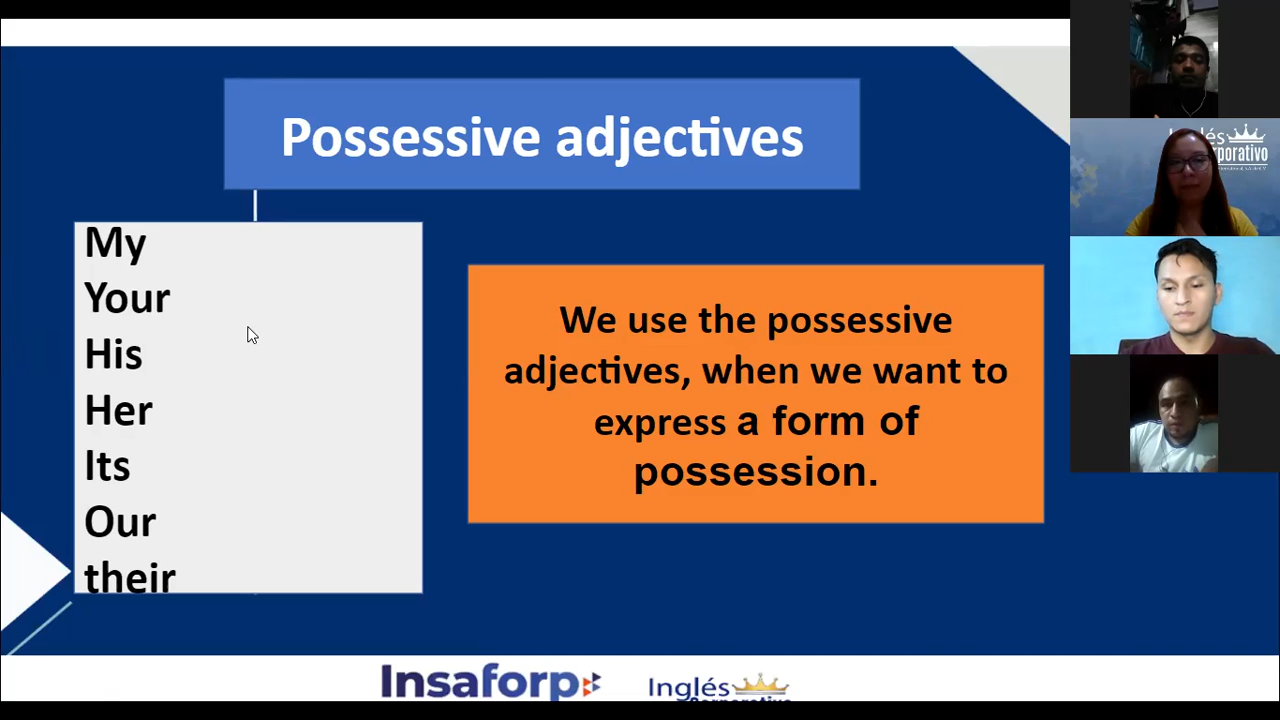 Possessive adjectives
My
Your
His
Her
Its
Our
their
We use the possessive
adjectives, when we want to
express a form of
possession.
Insaforp
Inglés
Corporativo